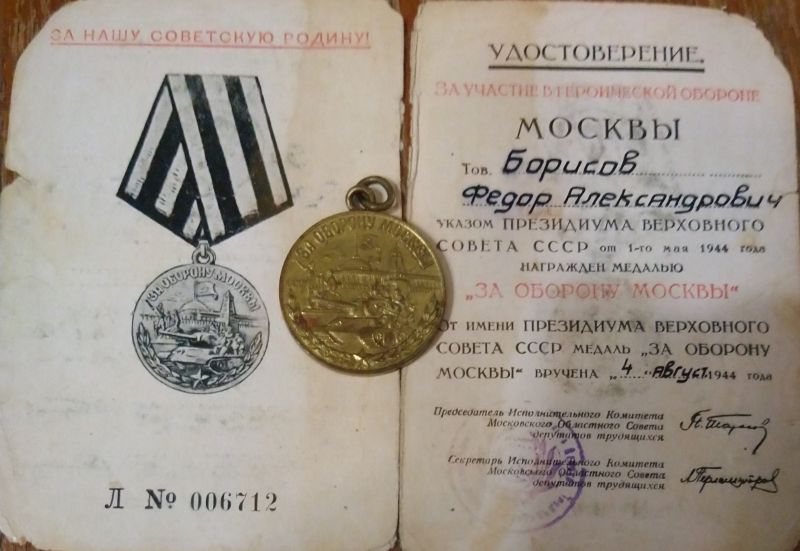 ЗА НАШУ СОВЕТСКУЮ РОДИНУ!
ЗА ОБОРОНУ МОСКВЫ
Л № 006712
ЗА ОБОРОНУ МОСКВЫ
УДОСТОВЕРЕНИЕ.
ЗА УЧАСТИЕ В ГЕРОИЧЕСКОЙ ОБОРОНЕ
МОСКВЫ
Тов. Борисов
Федор Александрович
УКАЗОМ ПРЕЗИДИУМА ВЕРХОВНОГО
СОВЕТА СССР от 1-го мая 1944 года
НАГРАЖДЕН МЕДАЛЬЮ
„ЗА ОБОРОНУ МОСКВЫ“
От имени ПРЕЗИДИУМА ВЕРХОВНОГО
СОВЕТА СССР медаль „ЗА ОБОРОНУ
МОСКВЫ“ вручена „4 “ Август 1944 года
Председатель Исполнительного Комитета
Московского Областного Совета
депутатов трудящихся
Секретарь Исполнительного Комитета
Московского Областного Совета
депутатов трудящихся